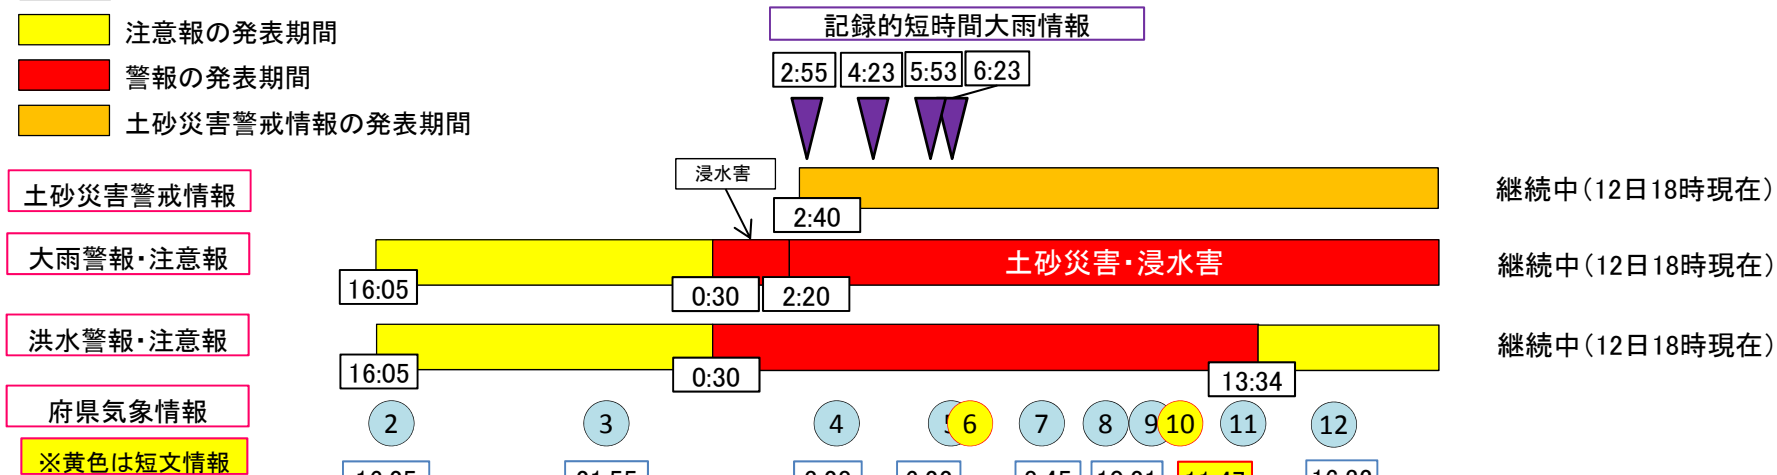 注意報の発表期間
警報の発表期間
土砂災害警戒情報の発表期間
記録的短時間大雨情報
2:55 4:23 5:53 6:23
浸水害
土砂災害警戒情報
2:40
継続中(12日18時現在)
大雨警報・注意報
土砂災害・浸水害
16:05 0:30 2:20
継続中(12日18時現在)
洪水警報・注意報
16:05 0:30 13:34
継続中(12日18時現在)
府県気象情報
2 3 4 5 6 7 8 9 10 11 12
※黄色は短文情報